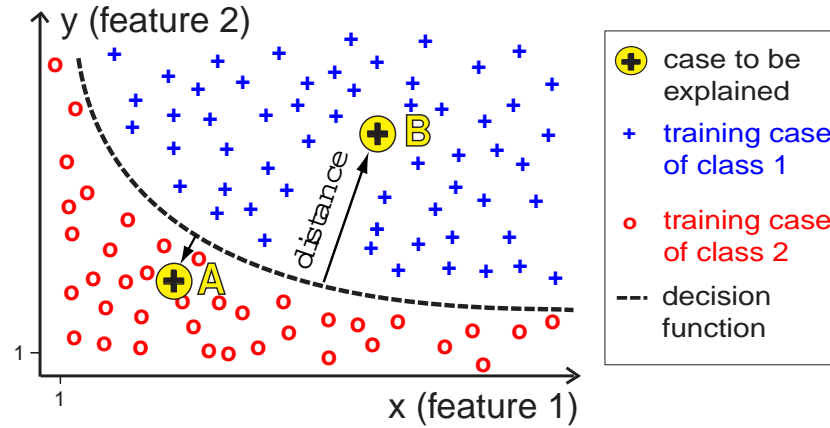 y (feature 2)
case to be
explained
B
training case
of class 1
distance
training case
of class 2
A
decision
function
1
1
x (feature 1)